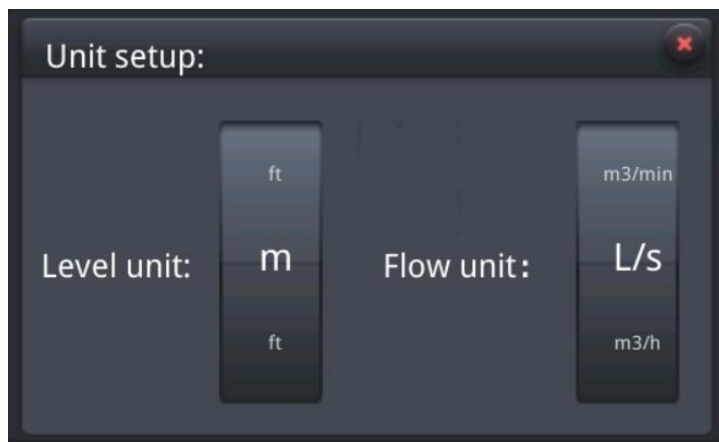 Unit setup:
ft
m3/min
Level unit:
m
Flow unit:
L/s
ft
m3/h